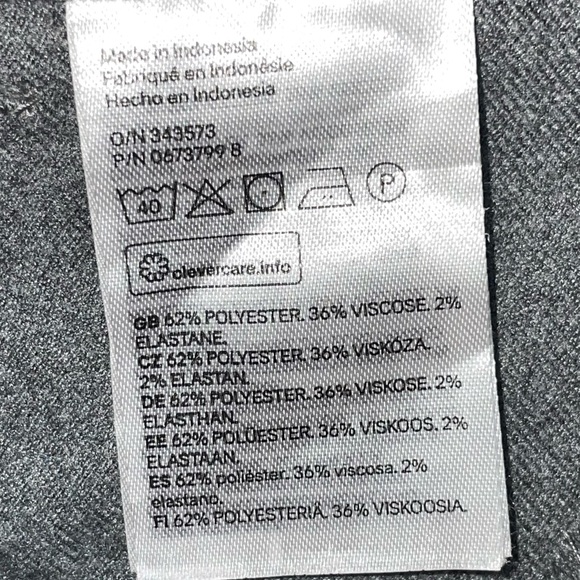 Made in Indonesia
Fabriqué en Indonésie
Hecho en Indonesia
O/N 343573
P/N 0673799 B
40 P
clevercare.info
GB 62% POLYESTER. 36% VISCOSE. 2%
ELASTANE.
CZ 62% POLYESTER. 36% VISKÓZA.
2% ELASTAN.
DE 62% POLYESTER. 36% VISKOSE. 2%
ELASTHAN.
EE 62% POLÜESTER. 36% VISKOOS. 2%
ELASTAAN.
ES 62% poliéster. 36% viscosa. 2%
elastano.
FI 62% POLYESTERIÄ. 36% VISKOOSIA.